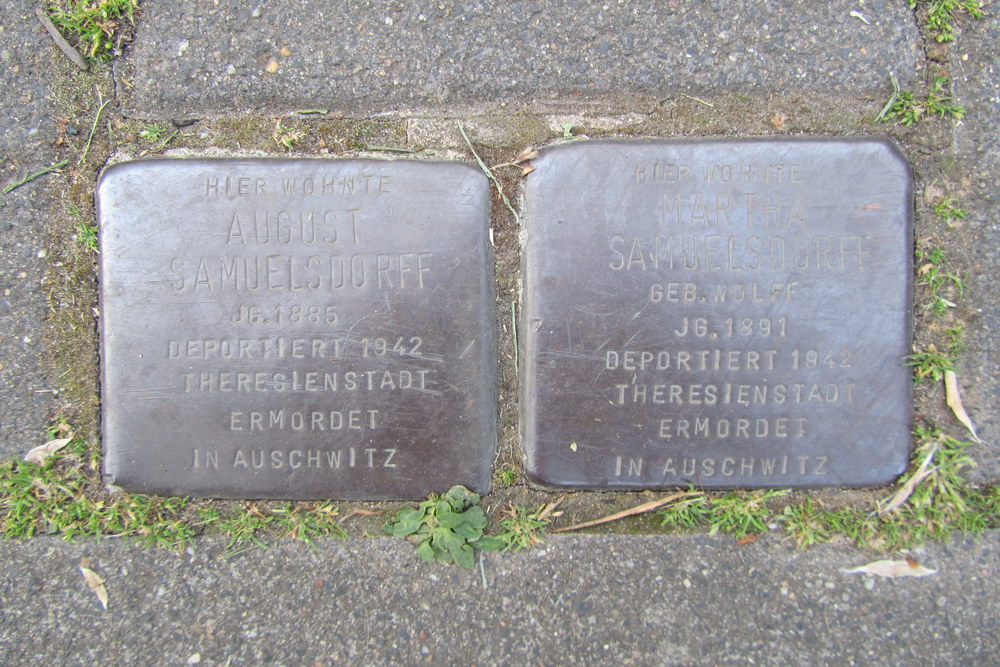 HIER WOHNTE
AUGUST
SAMUELSDORFF
JG. 1885
DEPORTIERT 1942
THERESIENSTADT
ERMORDET
IN AUSCHWITZ
HIER WOHNTE
MARTHA
SAMUELSDORFF
GEB. WOLFF
JG. 1891
DEPORTIERT 1942
THERESIENSTADT
ERMORDET
IN AUSCHWITZ